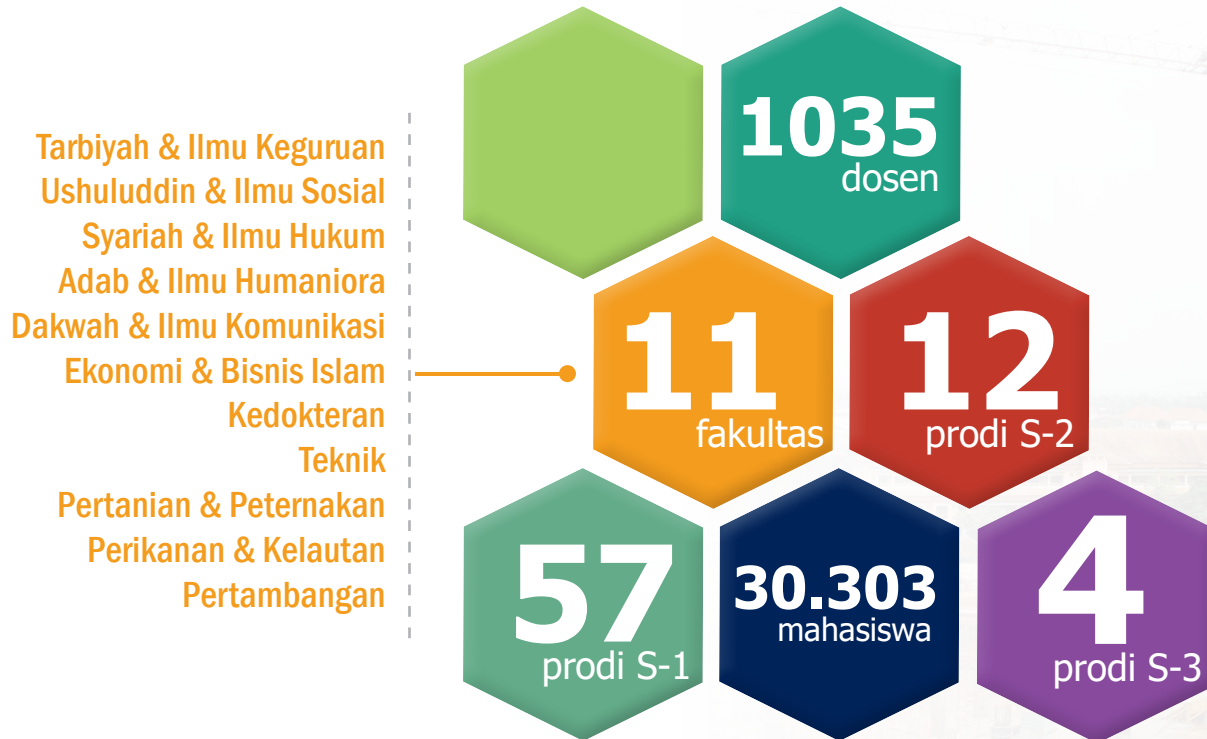 Tarbiyah & Ilmu Keguruan
Ushuluddin & Ilmu Sosial
Syariah & Ilmu Hukum
Adab & Ilmu Humaniora
Dakwah & Ilmu Komunikasi
Ekonomi & Bisnis Islam
Kedokteran
Teknik
Pertanian & Peternakan
Perikanan & Kelautan
Pertambangan
1035
dosen
11
fakultas
12
prodi S-2
57
prodi S-1
30.303
mahasiswa
4
prodi S-3